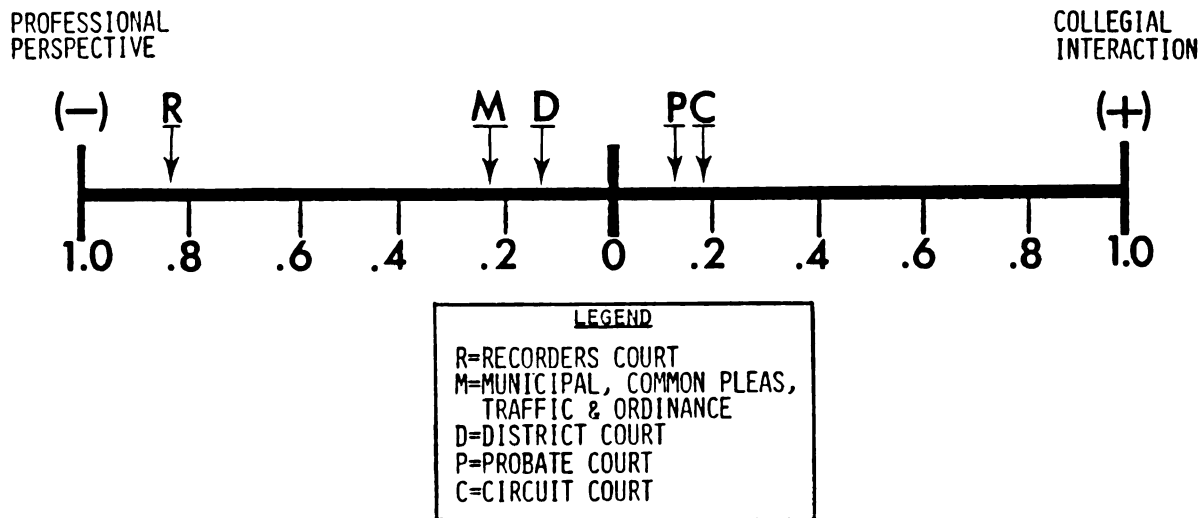 PROFESSIONAL PERSPECTIVE
COLLEGIAL INTERACTION
(—) R M D P C (+)
1.0 .8 .6 .4 .2 0 .2 .4 .6 .8 1.0
LEGEND
R=RECORDERS COURT
M=MUNICIPAL, COMMON PLEAS,
TRAFFIC & ORDINANCE
D=DISTRICT COURT
P=PROBATE COURT
C=CIRCUIT COURT